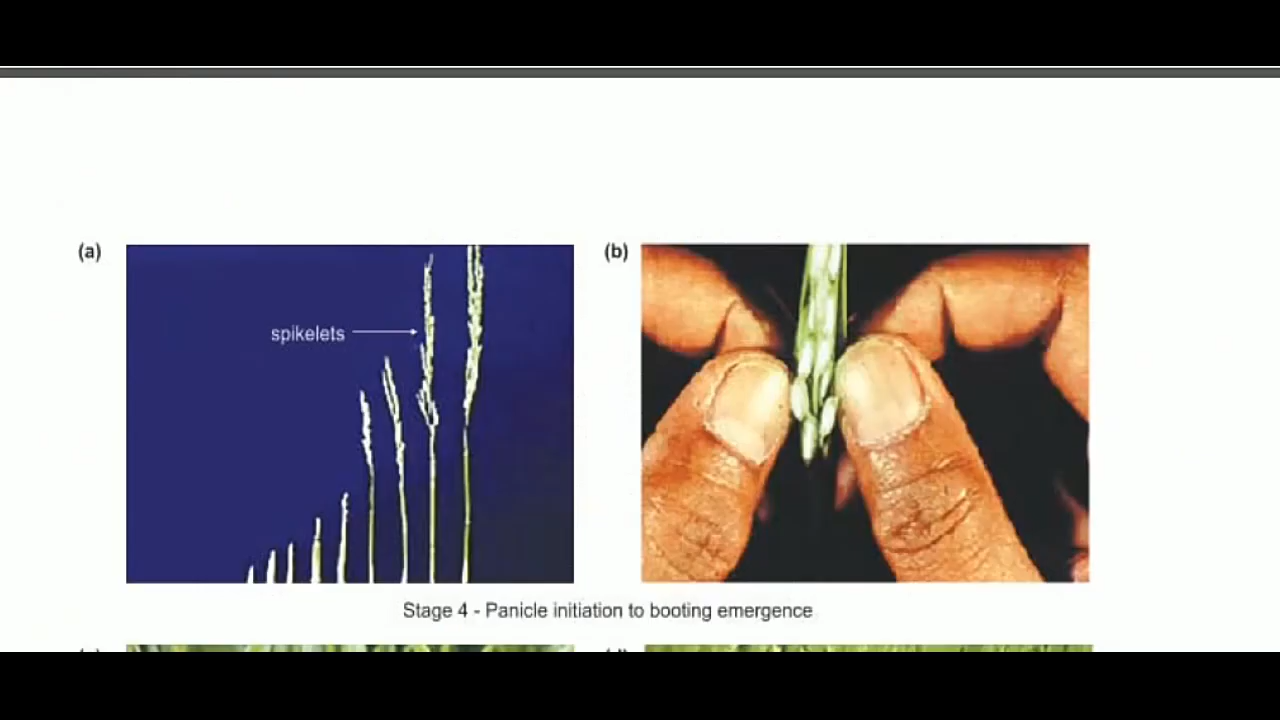 (a)
(b)
spikelets
Stage 4 - Panicle initiation to booting emergence